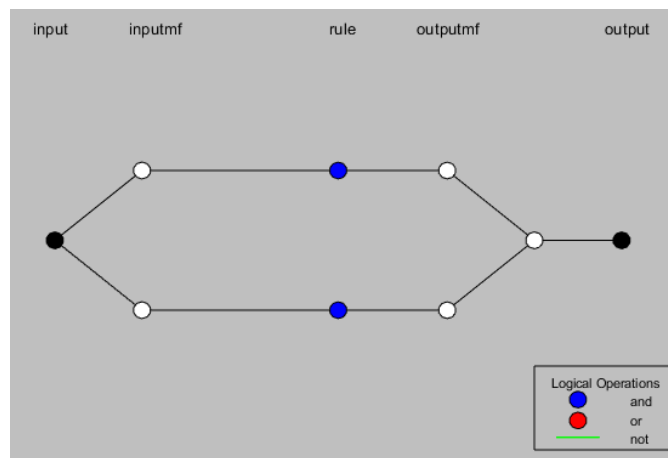 input inputmf rule outputmf output
Logical Operations
and
or
not